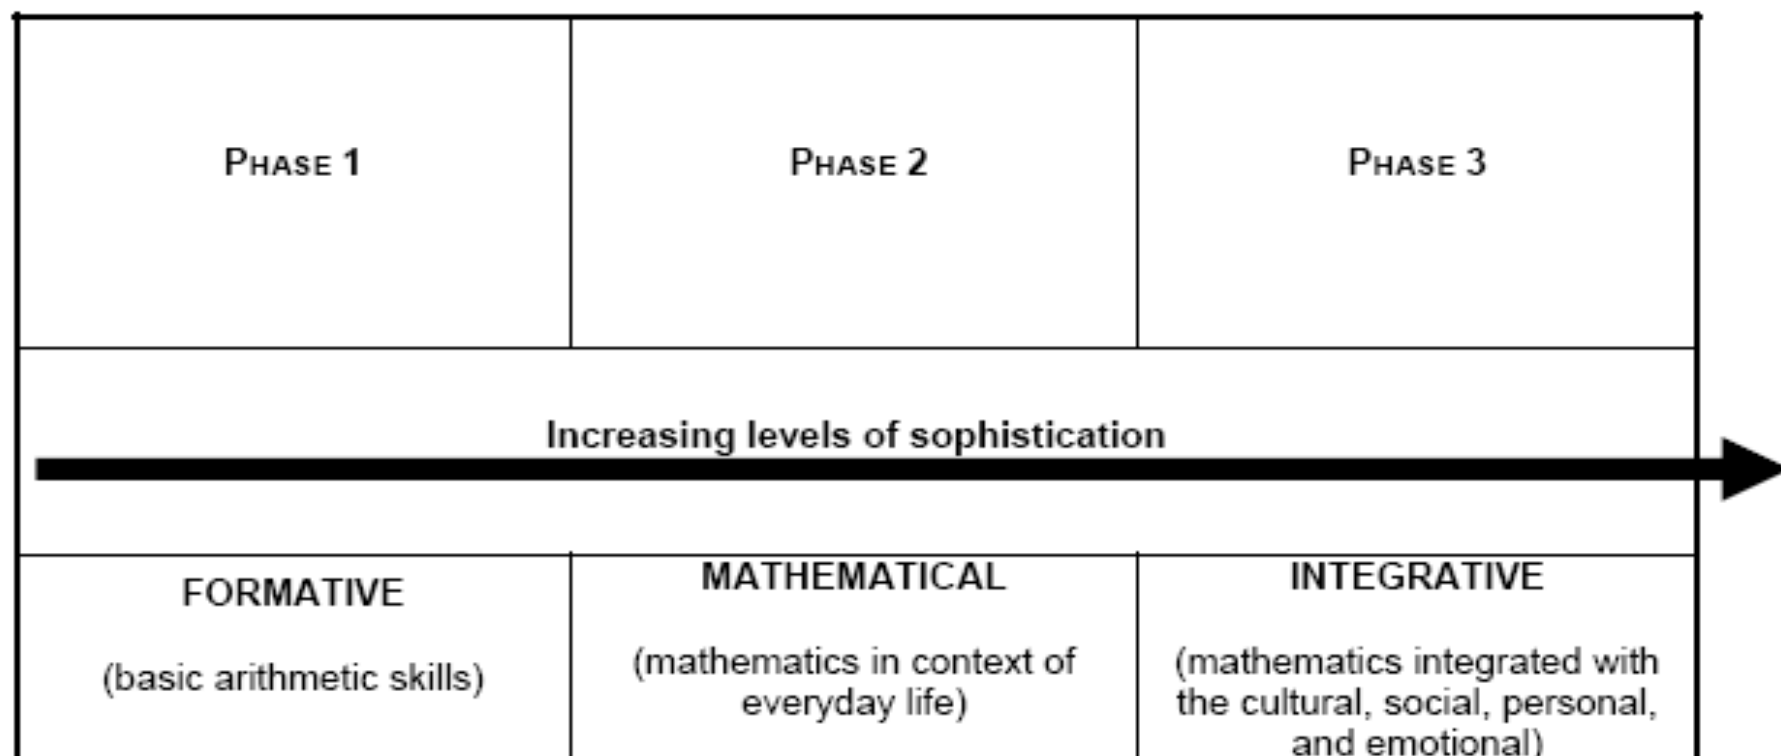 PHASE 1
PHASE 2
PHASE 3
Increasing levels of sophistication
FORMATIVE
(basic arithmetic skills)
MATHEMATICAL
(mathematics in context of
everyday life)
INTEGRATIVE
(mathematics integrated with
the cultural, social, personal,
and emotional)